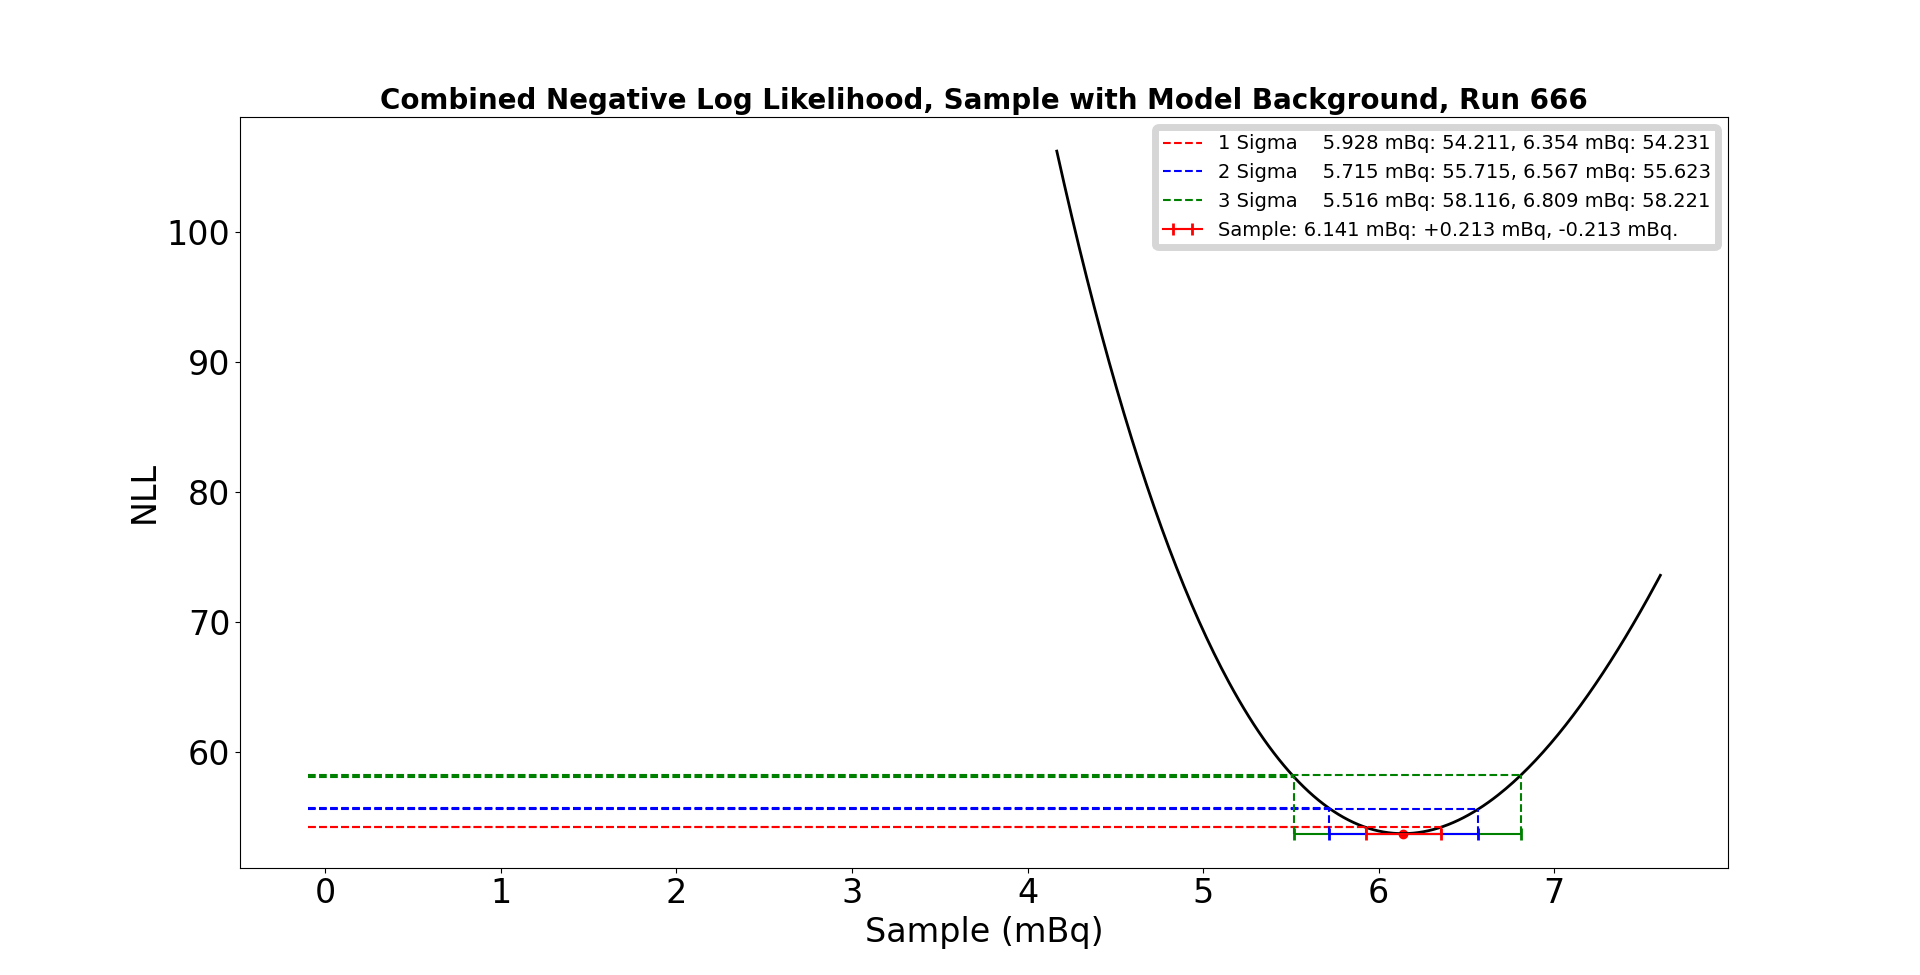 Combined Negative Log Likelihood, Sample with Model Background, Run 666
1 Sigma 5.928 mBq: 54.211, 6.354 mBq: 54.231
2 Sigma 5.715 mBq: 55.715, 6.567 mBq: 55.623
3 Sigma 5.516 mBq: 58.116, 6.809 mBq: 58.221
Sample: 6.141 mBq: +0.213 mBq, -0.213 mBq.
100
90
80
70
60
NLL
0 1 2 3 4 5 6 7
Sample (mBq)